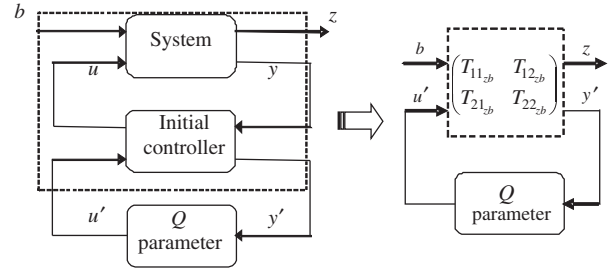 b
System
z
u
y
Initial
controller
u′
Q
parameter
y′
b
T11zb T12zb
T21zb T22zb
z
u′
y′
Q
parameter